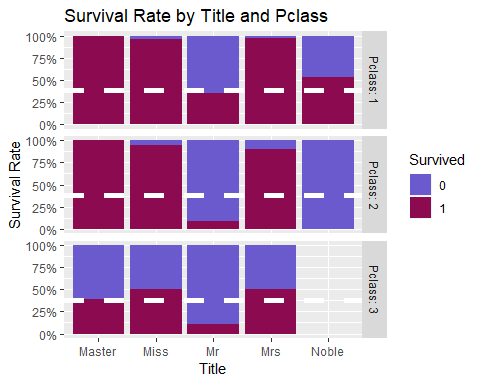 Survival Rate by Title and Pclass
Survival Rate
100%
75%
50%
25%
0%
Pclass: 1
100%
75%
50%
25%
0%
Pclass: 2
100%
75%
50%
25%
0%
Pclass: 3
Master Miss Mr Mrs Noble
Title
Survived
0
1